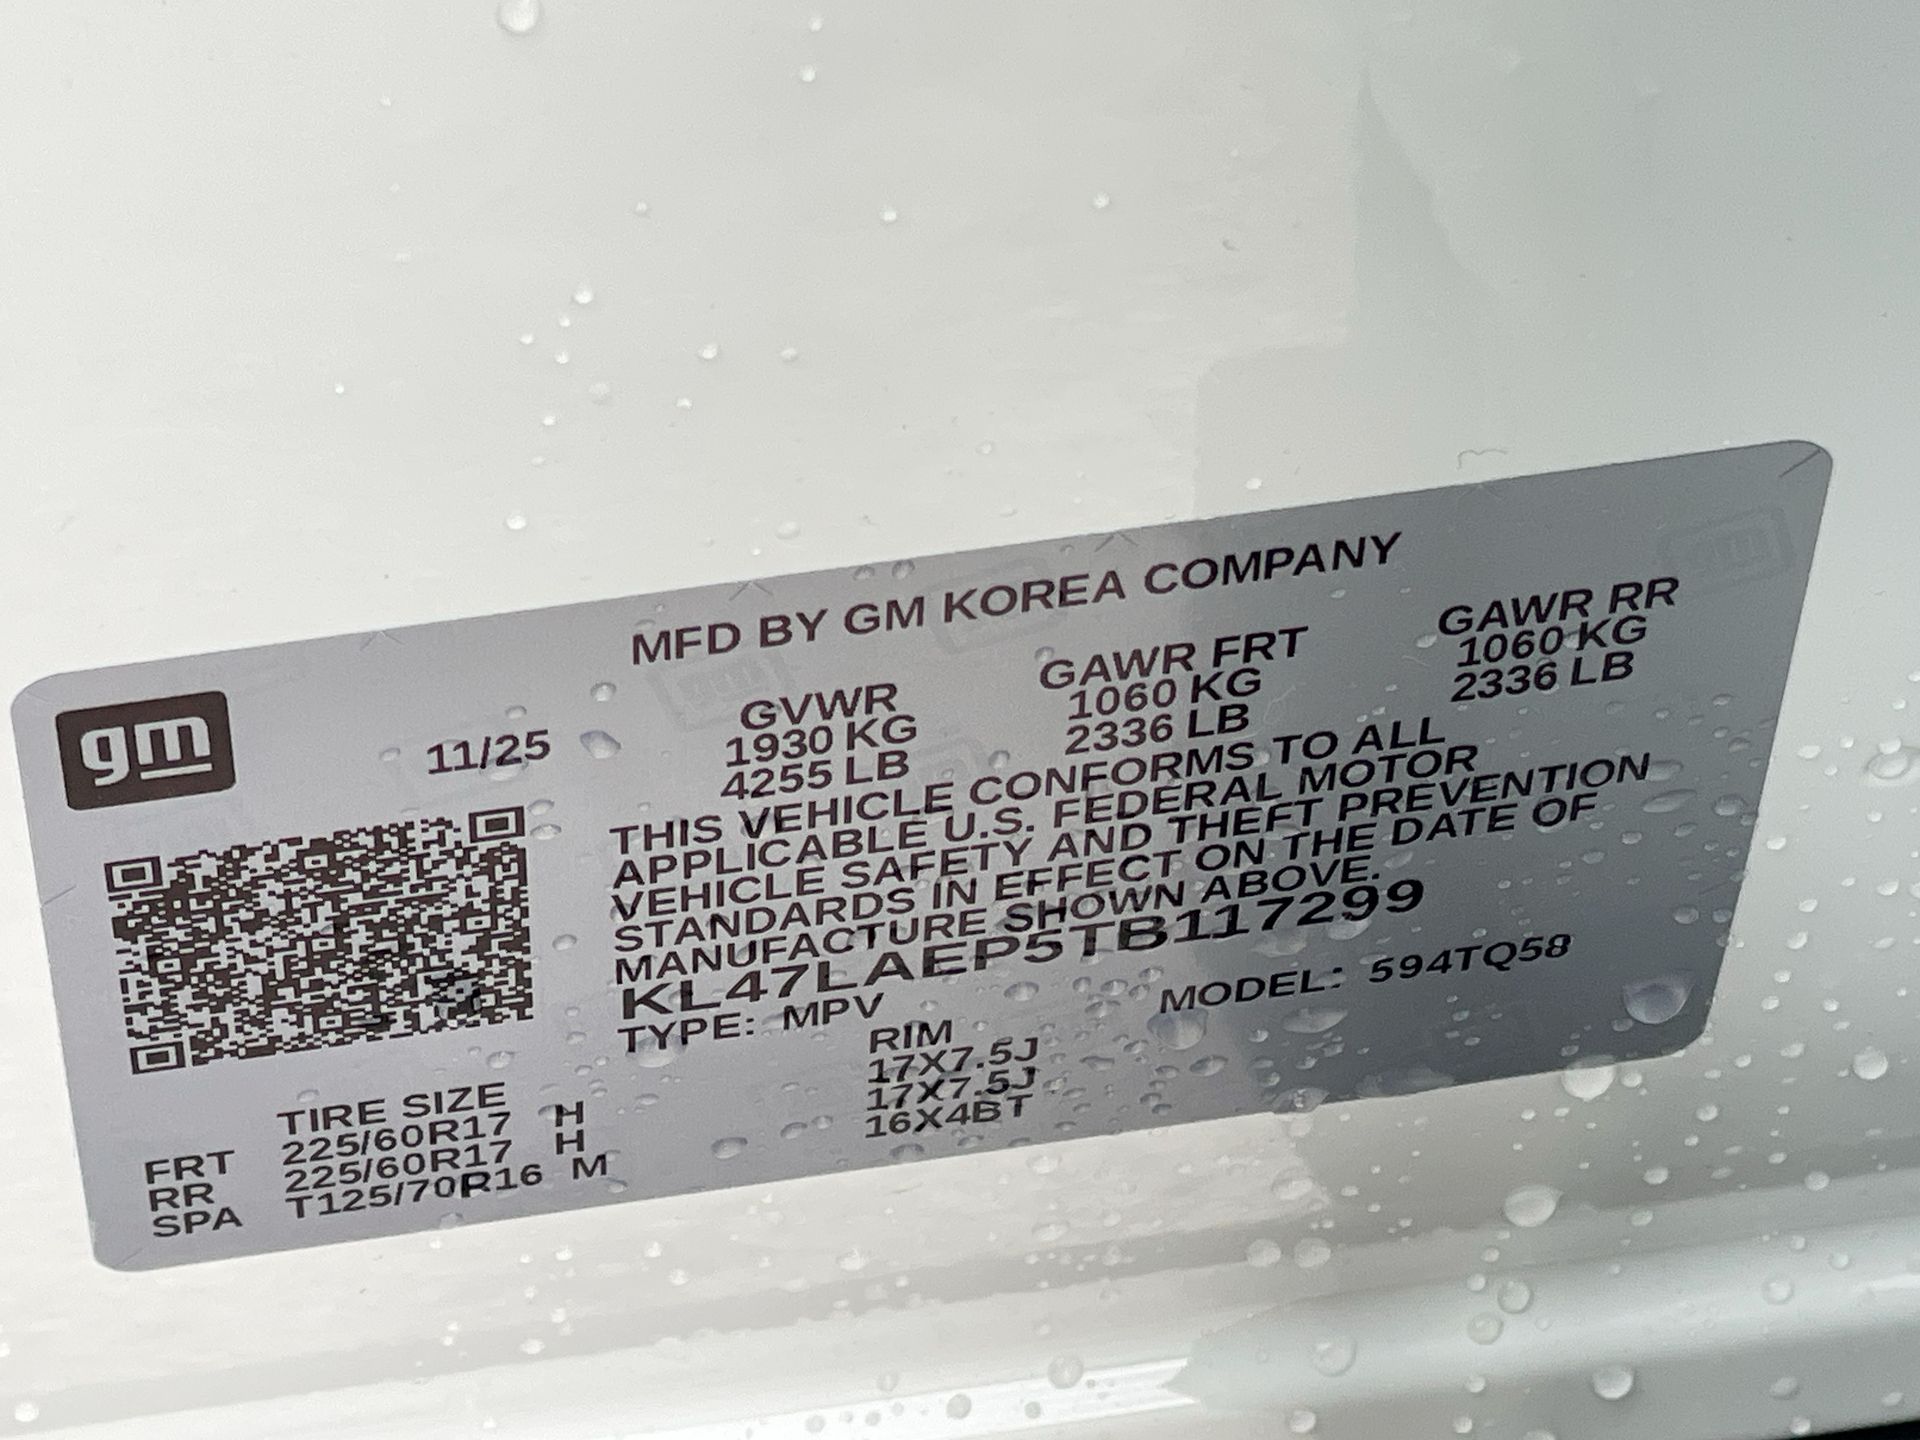 MFD BY GM KOREA COMPANY
gm
11/25
GVWR GAWR FRT GAWR RR
1930 KG 1060 KG 1060 KG
4255 LB 2336 LB 2336 LB
THIS VEHICLE CONFORMS TO ALL
APPLICABLE U.S. FEDERAL MOTOR
VEHICLE SAFETY AND THEFT PREVENTION
STANDARDS IN EFFECT ON THE DATE OF
MANUFACTURE SHOWN ABOVE.
KL47LAEP5TB117299
TYPE: MPV MODEL: 594TQ58
TIRE SIZE RIM
FRT 225/60R17 H 17X7.5J
RR 225/60R17 H 17X7.5J
SPA T125/70R16 M 16X4BT